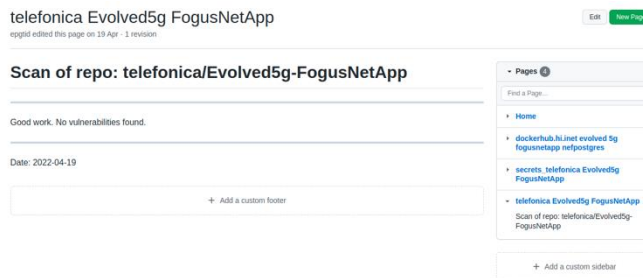 telefonica Evolved5g FogusNetApp
Edit
New Page
epgtid edited this page on 19 Apr · 1 revision
Scan of repo: telefonica/Evolved5g-FogusNetApp
Good work. No vulnerabilities found.
Date: 2022-04-19
+ Add a custom footer
Pages 4
Find a Page...
Home
dockerhub.hi.inet evolved 5g
fogusnetapp nefpostgres
secrets_telefonica Evolved5g
FogusNetApp
telefonica Evolved5g FogusNetApp
Scan of repo: telefonica/Evolved5g-
FogusNetApp
+ Add a custom sidebar